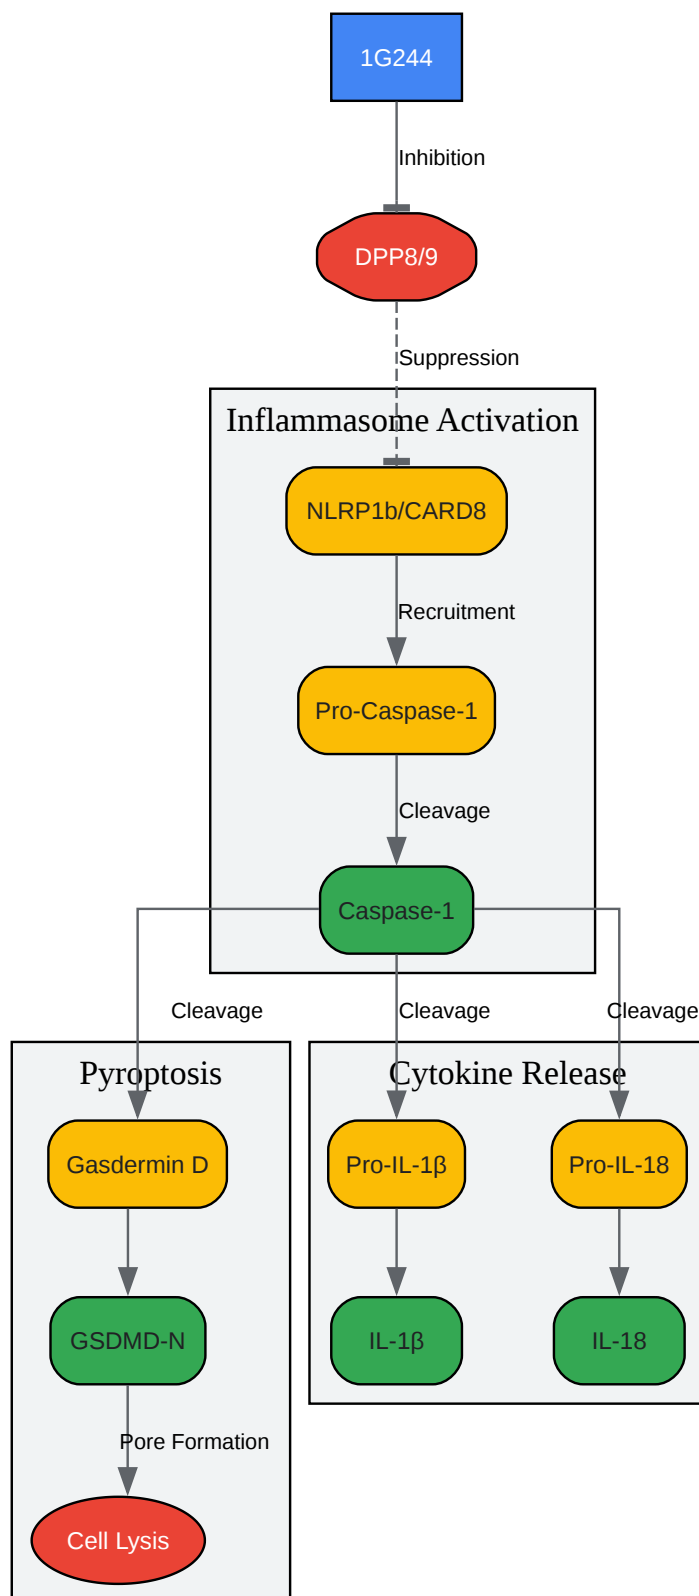 1G244
Inhibition
DPP8/9
Suppression
Inflammasome Activation
NLRP1b/CARD8
Recruitment
Pro-Caspase-1
Cleavage
Caspase-1
Cleavage
Cleavage
Cleavage
Pyroptosis
Cytokine Release
Gasdermin D
Pro-IL-1β
Pro-IL-18
GSDMD-N
IL-1β
IL-18
Pore Formation
Cell Lysis